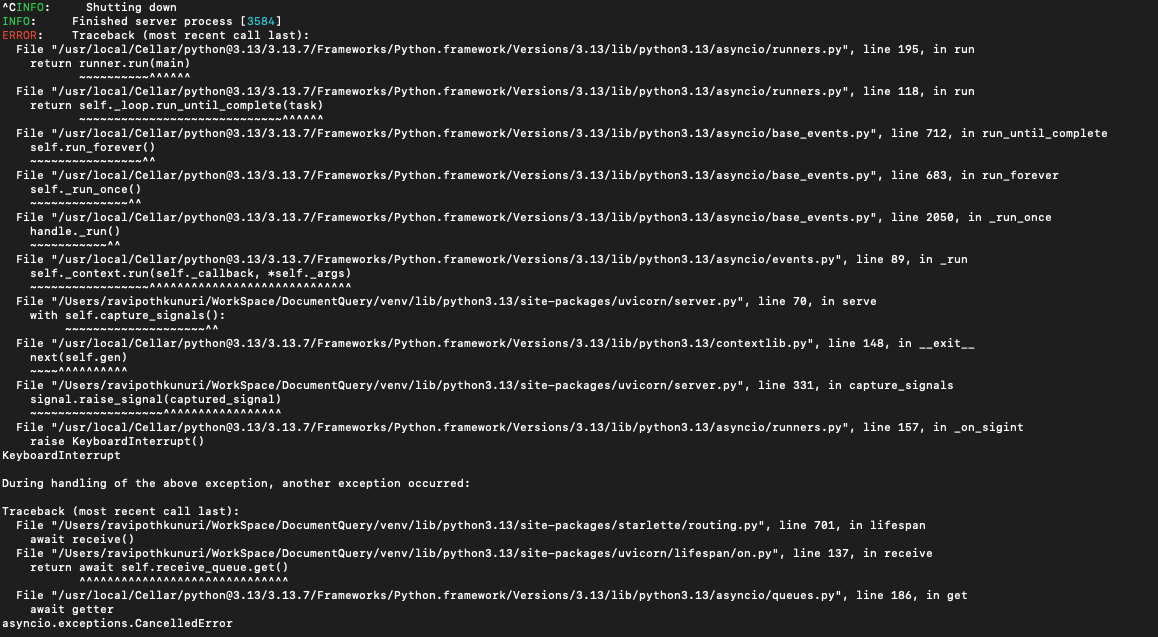 ^CINFO:     Shutting down
INFO:     Finished server process [3584]
ERROR:    Traceback (most recent call last):
  File "/usr/local/Cellar/python@3.13/3.13.7/Frameworks/Python.framework/Versions/3.13/lib/python3.13/asyncio/runners.py", line 195, in run
    return runner.run(main)
           ~~~~~~~~~~^^^^^^
  File "/usr/local/Cellar/python@3.13/3.13.7/Frameworks/Python.framework/Versions/3.13/lib/python3.13/asyncio/runners.py", line 118, in run
    return self._loop.run_until_complete(task)
           ~~~~~~~~~~~~~~~~~~~~~~~~~~~~~^^^^^^
  File "/usr/local/Cellar/python@3.13/3.13.7/Frameworks/Python.framework/Versions/3.13/lib/python3.13/asyncio/base_events.py", line 712, in run_until_complete
    self.run_forever()
    ~~~~~~~~~~~~~~~~^^
  File "/usr/local/Cellar/python@3.13/3.13.7/Frameworks/Python.framework/Versions/3.13/lib/python3.13/asyncio/base_events.py", line 683, in run_forever
    self._run_once()
    ~~~~~~~~~~~~~~^^
  File "/usr/local/Cellar/python@3.13/3.13.7/Frameworks/Python.framework/Versions/3.13/lib/python3.13/asyncio/base_events.py", line 2050, in _run_once
    handle._run()
    ~~~~~~~~~~~^^
  File "/usr/local/Cellar/python@3.13/3.13.7/Frameworks/Python.framework/Versions/3.13/lib/python3.13/asyncio/events.py", line 89, in _run
    self._context.run(self._callback, *self._args)
    ~~~~~~~~~~~~~~~~~^^^^^^^^^^^^^^^^^^^^^^^^^^^^^
  File "/Users/ravipothkunuri/WorkSpace/DocumentQuery/venv/lib/python3.13/site-packages/uvicorn/server.py", line 70, in serve
    with self.capture_signals():
         ~~~~~~~~~~~~~~~~~~~~^^
  File "/usr/local/Cellar/python@3.13/3.13.7/Frameworks/Python.framework/Versions/3.13/lib/python3.13/contextlib.py", line 148, in __exit__
    next(self.gen)
    ~~~~^^^^^^^^^^
  File "/Users/ravipothkunuri/WorkSpace/DocumentQuery/venv/lib/python3.13/site-packages/uvicorn/server.py", line 331, in capture_signals
    signal.raise_signal(captured_signal)
    ~~~~~~~~~~~~~~~~~~~^^^^^^^^^^^^^^^^^
  File "/usr/local/Cellar/python@3.13/3.13.7/Frameworks/Python.framework/Versions/3.13/lib/python3.13/asyncio/runners.py", line 157, in _on_sigint
    raise KeyboardInterrupt()
KeyboardInterrupt

During handling of the above exception, another exception occurred:

Traceback (most recent call last):
  File "/Users/ravipothkunuri/WorkSpace/DocumentQuery/venv/lib/python3.13/site-packages/starlette/routing.py", line 701, in lifespan
    await receive()
  File "/Users/ravipothkunuri/WorkSpace/DocumentQuery/venv/lib/python3.13/site-packages/uvicorn/lifespan/on.py", line 137, in receive
    return await self.receive_queue.get()
           ^^^^^^^^^^^^^^^^^^^^^^^^^^^^^^
  File "/usr/local/Cellar/python@3.13/3.13.7/Frameworks/Python.framework/Versions/3.13/lib/python3.13/asyncio/queues.py", line 186, in get
    await getter
asyncio.exceptions.CancelledError